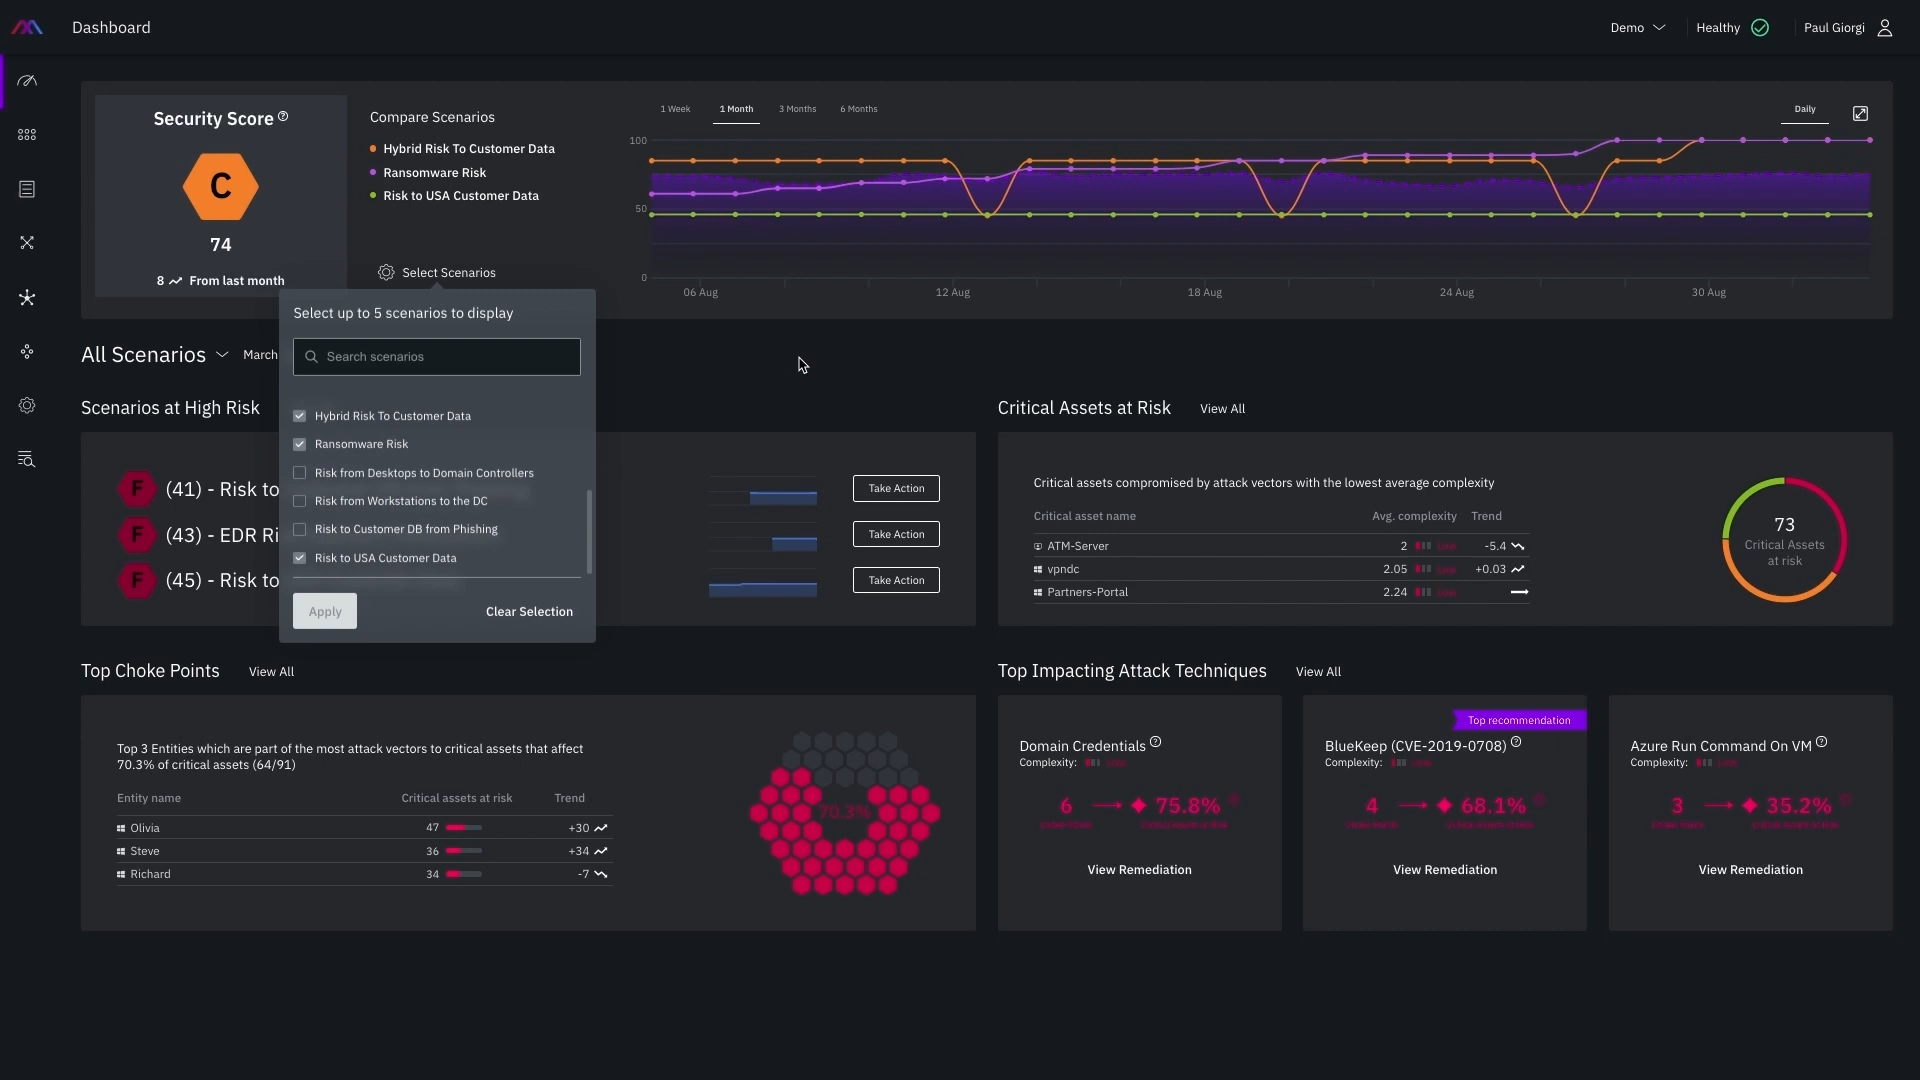 Dashboard
Demo
Healthy
Paul Giorgi
Security Score
C
74
8 From last month
Compare Scenarios
Hybrid Risk To Customer Data
Ransomware Risk
Risk to USA Customer Data
Select Scenarios
1 Week 1 Month 3 Months 6 Months
Daily
100
50
0
06 Aug 12 Aug 18 Aug 24 Aug 30 Aug
Select up to 5 scenarios to display
Search scenarios
Hybrid Risk To Customer Data
Ransomware Risk
Risk from Desktops to Domain Controllers
Risk from Workstations to the DC
Risk to Customer DB from Phishing
Risk to USA Customer Data
Apply
Clear Selection
All Scenarios
March
Scenarios at High Risk
F (41) - Risk to
Take Action
F (43) - EDR Ri
Take Action
F (45) - Risk to
Take Action
Critical Assets at Risk View All
Critical assets compromised by attack vectors with the lowest average complexity
Critical asset name Avg. complexity Trend
ATM-Server 2 -5.4
vpndc 2.05 +0.03
Partners-Portal 2.24
73
Critical Assets
at risk
Top Choke Points View All
Top 3 Entities which are part of the most attack vectors to critical assets that affect
70.3% of critical assets (64/91)
Entity name Critical assets at risk Trend
Olivia 47 +30
Steve 36 +34
Richard 34 -7
70.3%
Top Impacting Attack Techniques View All
Domain Credentials
Complexity:
6 75.8%
View Remediation
Top recommendation
BlueKeep (CVE-2019-0708)
Complexity:
4 68.1%
View Remediation
Azure Run Command On VM
Complexity:
3 35.2%
View Remediation